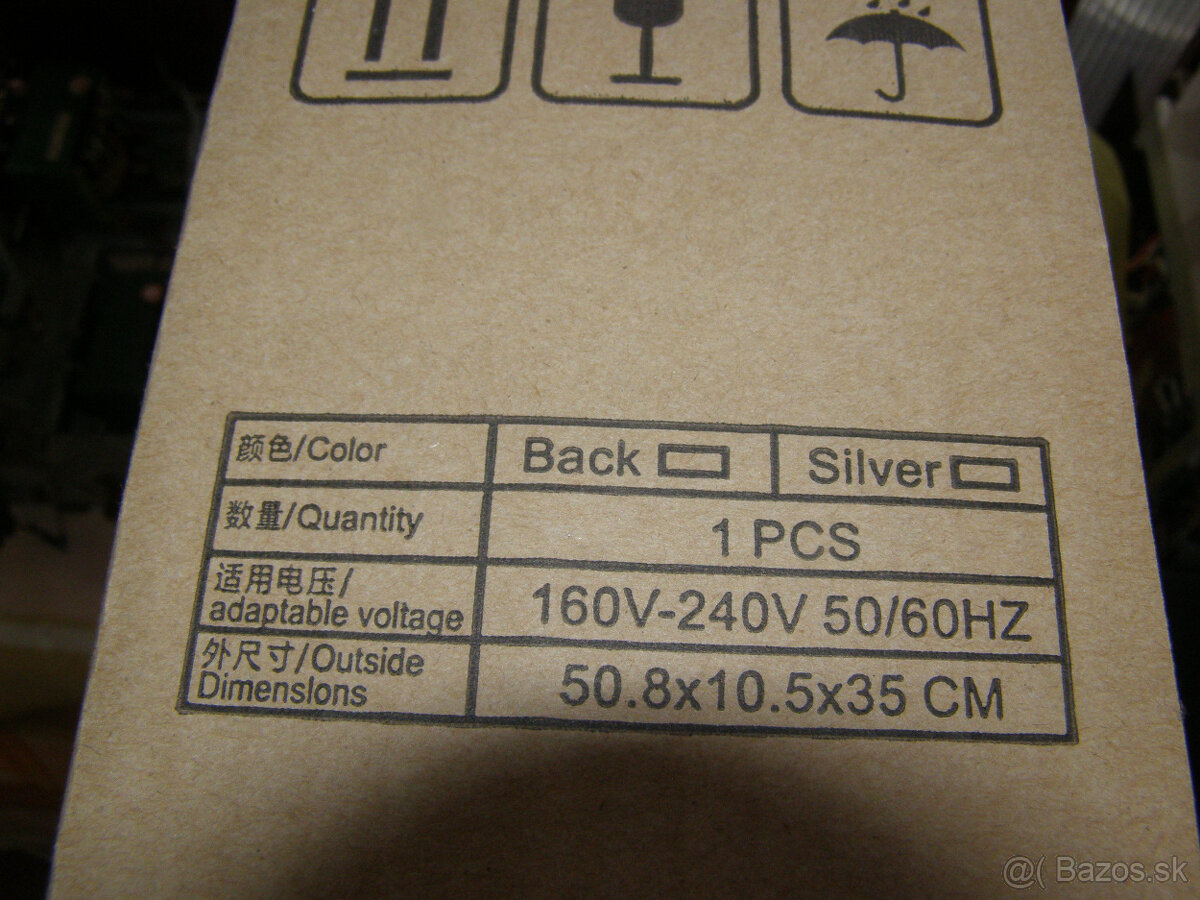 颜色/Color Back Silver
数量/Quantity 1 PCS
适用电压/
adaptable voltage 160V-240V 50/60HZ
外尺寸/Outside
Dimenslons 50.8x10.5x35 CM
@( Bazos.sk